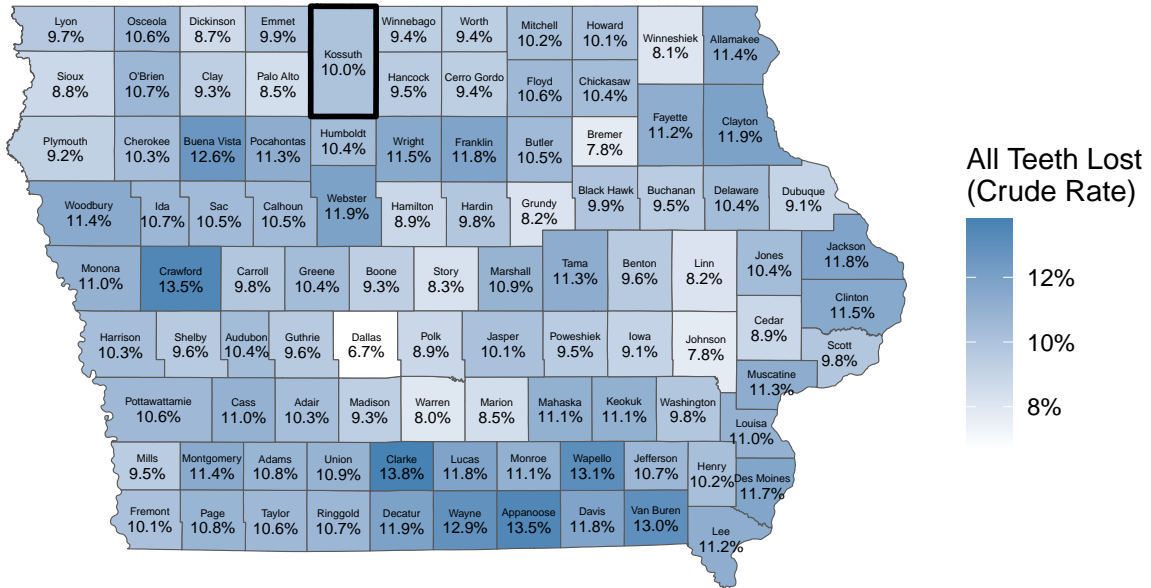 Lyon
9.7%
Osceola
10.6%
Dickinson
8.7%
Emmet
9.9%
Kossuth
10.0%
Winnebago
9.4%
Worth
9.4%
Mitchell
10.2%
Howard
10.1%
Winneshiek
8.1%
Allamakee
11.4%
Sioux
8.8%
O'Brien
10.7%
Clay
9.3%
Palo Alto
8.5%
Hancock
9.5%
Cerro Gordo
9.4%
Floyd
10.6%
Chickasaw
10.4%
Fayette
11.2%
Clayton
11.9%
Plymouth
9.2%
Cherokee
10.3%
Buena Vista
12.6%
Pocahontas
11.3%
Humboldt
10.4%
Wright
11.5%
Franklin
11.8%
Butler
10.5%
Bremer
7.8%
Woodbury
11.4%
Ida
10.7%
Sac
10.5%
Calhoun
10.5%
Webster
11.9%
Hamilton
8.9%
Hardin
9.8%
Grundy
8.2%
Black Hawk
9.9%
Buchanan
9.5%
Delaware
10.4%
Dubuque
9.1%
Monona
11.0%
Crawford
13.5%
Carroll
9.8%
Greene
10.4%
Boone
9.3%
Story
8.3%
Marshall
10.9%
Tama
11.3%
Benton
9.6%
Linn
8.2%
Jones
10.4%
Jackson
11.8%
Clinton
11.5%
Harrison
10.3%
Shelby
9.6%
Audubon
10.4%
Guthrie
9.6%
Dallas
6.7%
Polk
8.9%
Jasper
10.1%
Poweshiek
9.5%
Iowa
9.1%
Johnson
7.8%
Cedar
8.9%
Scott
9.8%
Muscatine
11.3%
Pottawattamie
10.6%
Cass
11.0%
Adair
10.3%
Madison
9.3%
Warren
8.0%
Marion
8.5%
Mahaska
11.1%
Keokuk
11.1%
Washington
9.8%
Louisa
11.0%
Mills
9.5%
Montgomery
11.4%
Adams
10.8%
Union
10.9%
Clarke
13.8%
Lucas
11.8%
Monroe
11.1%
Wapello
13.1%
Jefferson
10.7%
Henry
10.2%
Des Moines
11.7%
Fremont
10.1%
Page
10.8%
Taylor
10.6%
Ringgold
10.7%
Decatur
11.9%
Wayne
12.9%
Appanoose
13.5%
Davis
11.8%
Van Buren
13.0%
Lee
11.2%
All Teeth Lost
(Crude Rate)
12%
10%
8%